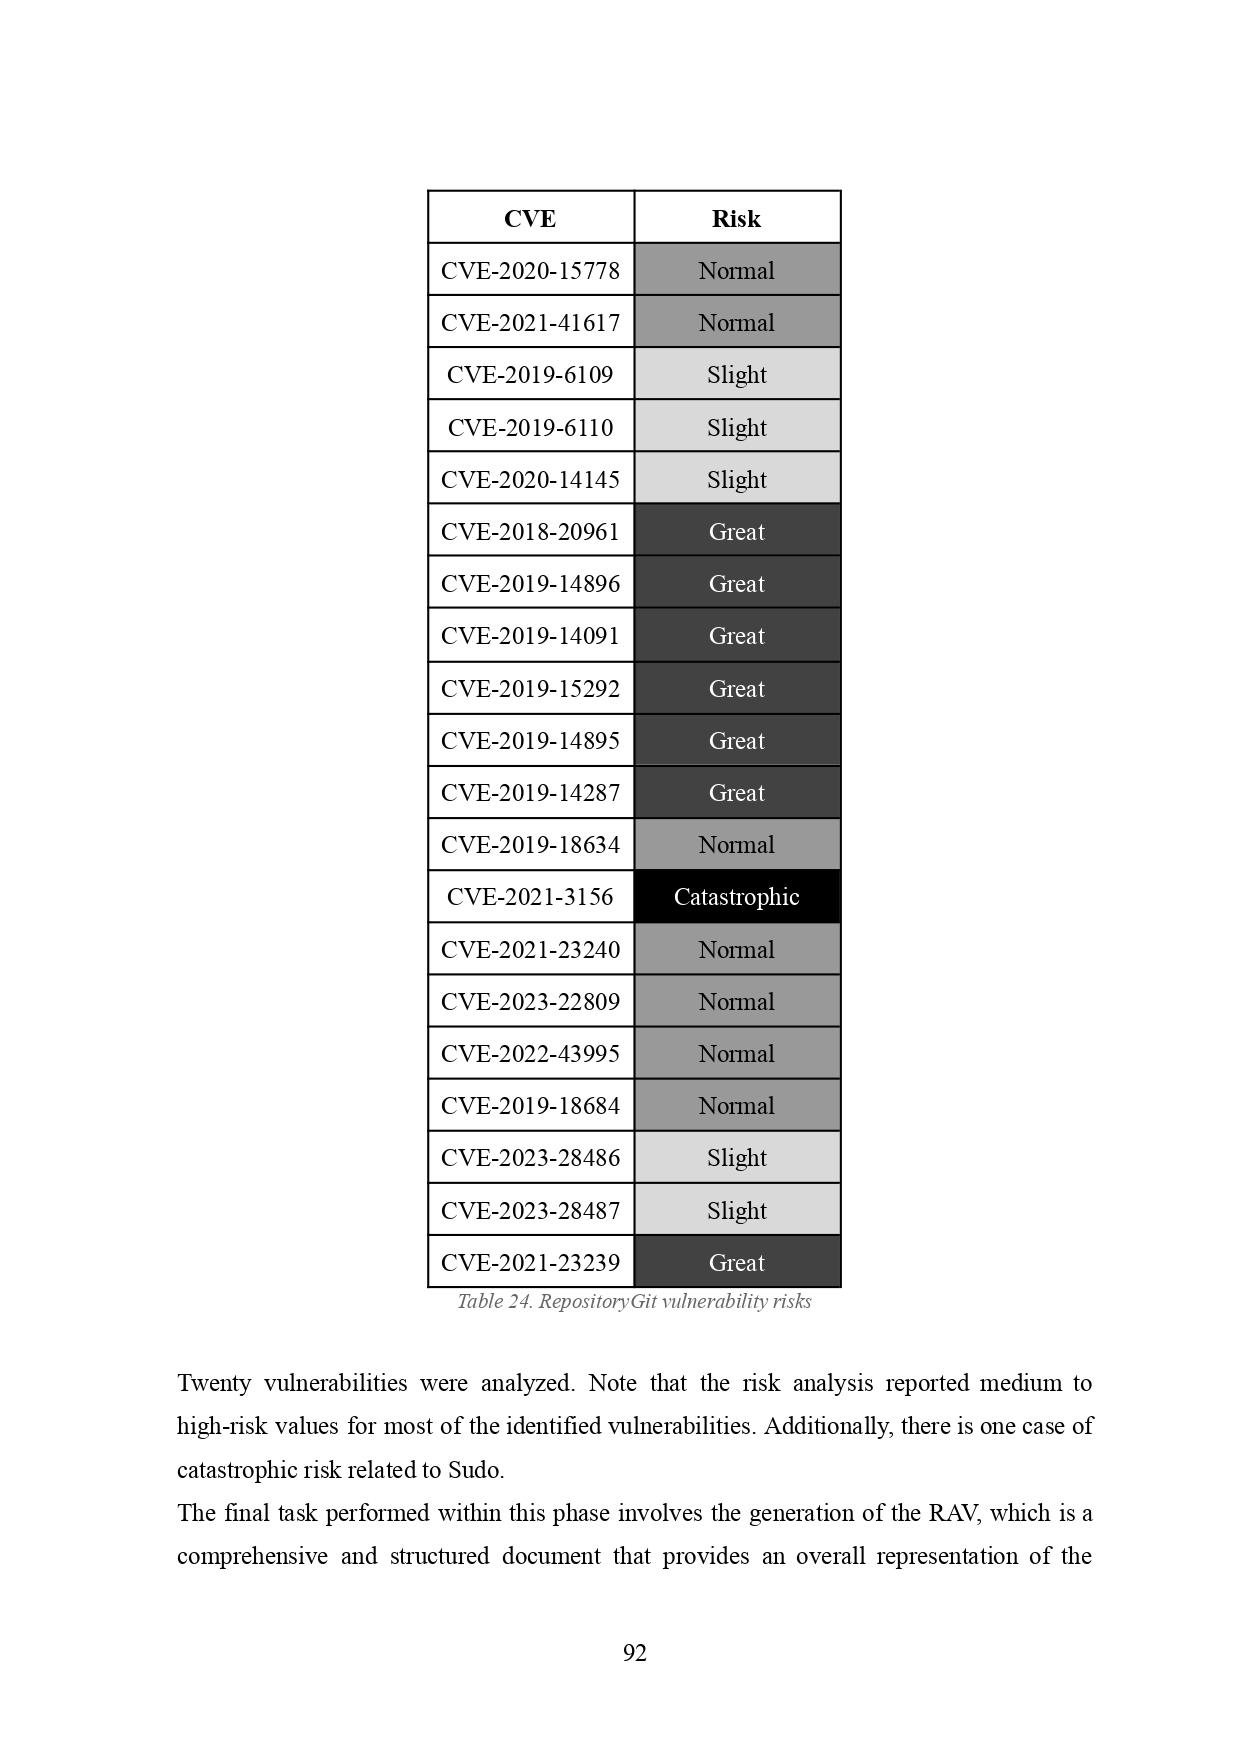 CVE Risk
CVE-2020-15778 Normal
CVE-2021-41617 Normal
CVE-2019-6109 Slight
CVE-2019-6110 Slight
CVE-2020-14145 Slight
CVE-2018-20961 Great
CVE-2019-14896 Great
CVE-2019-14091 Great
CVE-2019-15292 Great
CVE-2019-14895 Great
CVE-2019-14287 Great
CVE-2019-18634 Normal
CVE-2021-3156 Catastrophic
CVE-2021-23240 Normal
CVE-2023-22809 Normal
CVE-2022-43995 Normal
CVE-2019-18684 Normal
CVE-2023-28486 Slight
CVE-2023-28487 Slight
CVE-2021-23239 Great
Table 24. RepositoryGit vulnerability risks
Twenty vulnerabilities were analyzed. Note that the risk analysis reported medium to
high-risk values for most of the identified vulnerabilities. Additionally, there is one case of
catastrophic risk related to Sudo.
The final task performed within this phase involves the generation of the RAV, which is a
comprehensive and structured document that provides an overall representation of the
92